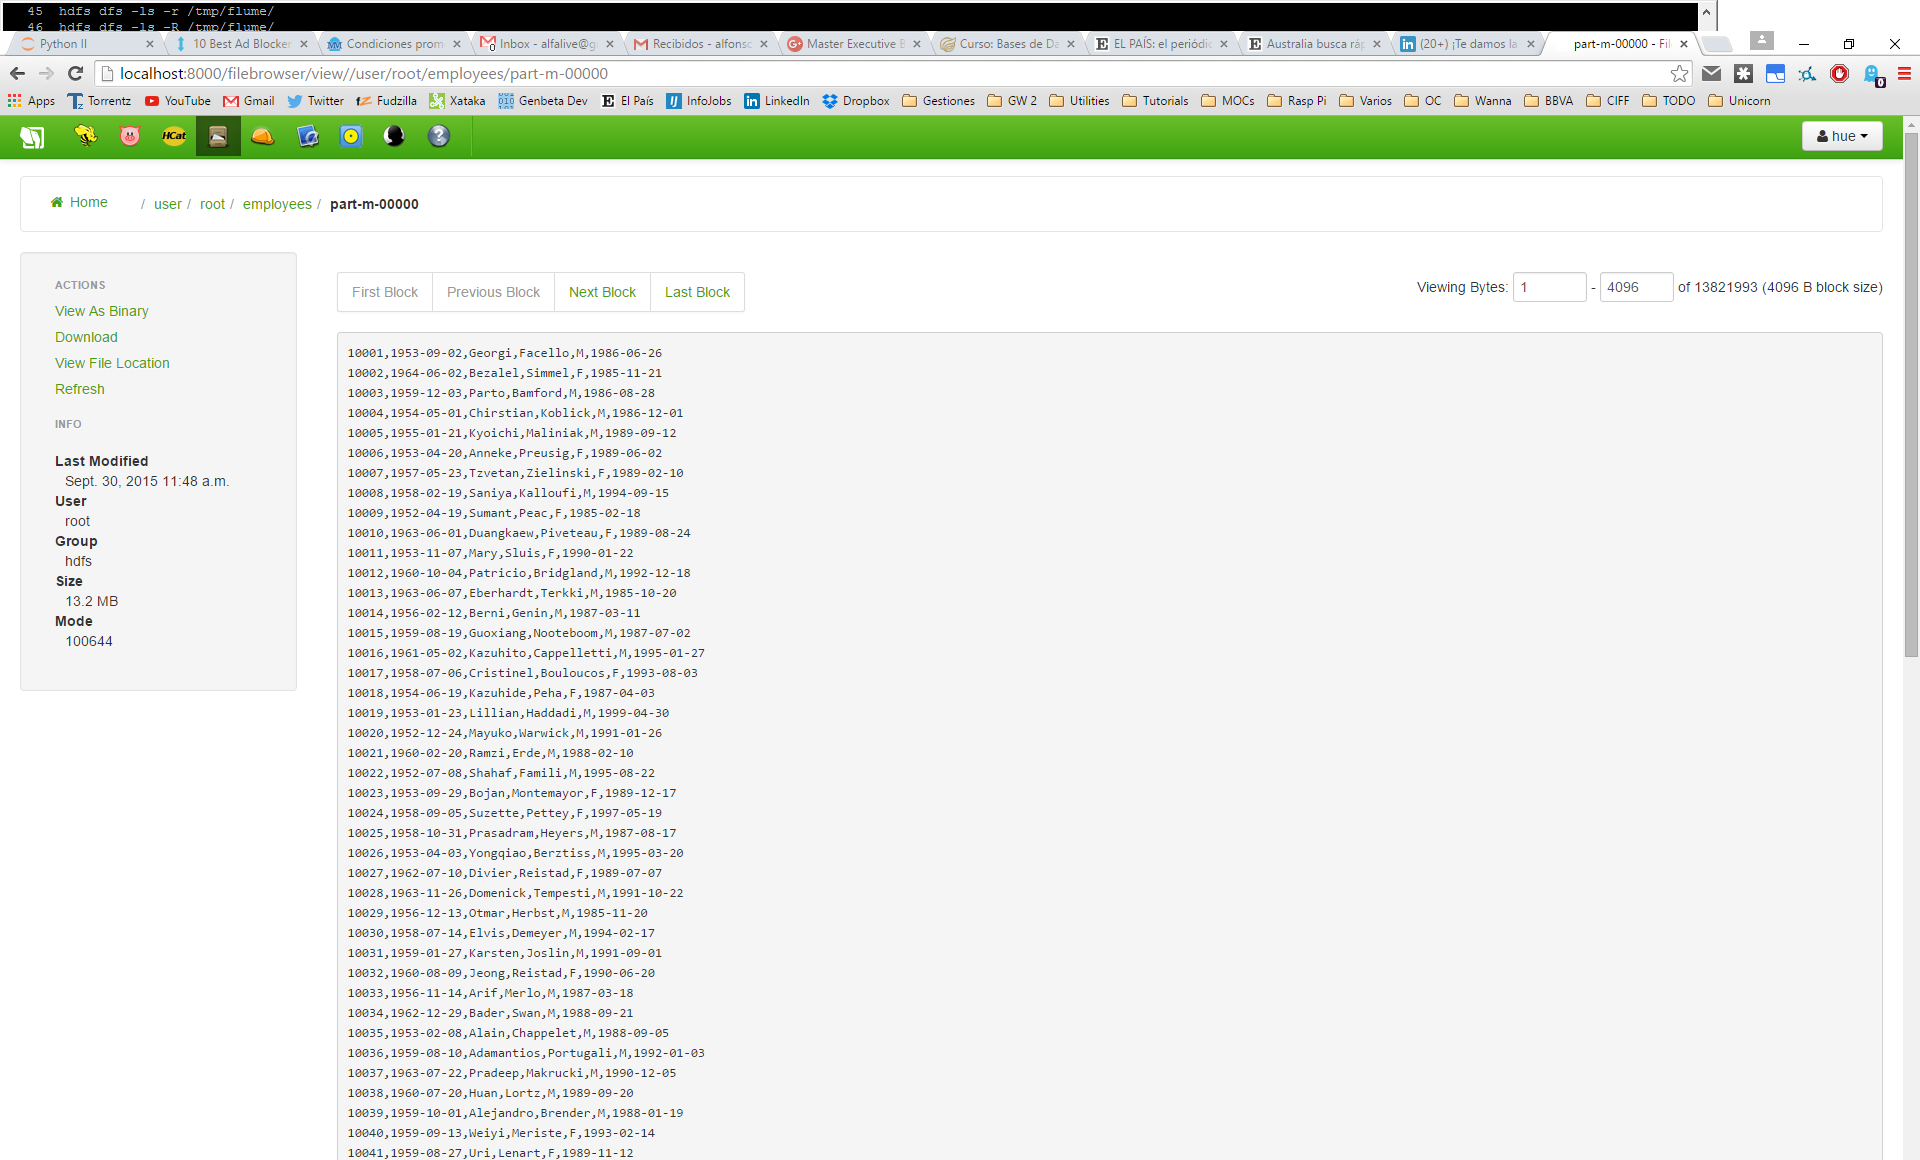 45 hdfs dfs -ls -r /tmp/flume/
46 hdfs dfs -ls -R /tmp/flume/
Python II 10 Best Ad Blocker Condiciones prom Inbox - alfalive@g Recibidos - alfonsc Master Executive B Curso: Bases de Da EL PAÍS: el periódic Australia busca ráp (20+) ¡Te damos la part-m-00000 - Fil
localhost:8000/filebrowser/view//user/root/employees/part-m-00000
0
Apps Torrentz YouTube Gmail Twitter Fudzilla Xataka Genbeta Dev El País InfoJobs LinkedIn Dropbox Gestiones GW 2 Utilities Tutorials MOCs Rasp Pi Varios OC Wanna BBVA CIFF TODO Unicorn
HCat hue
Home / user / root / employees / part-m-00000
ACTIONS
View As Binary
Download
View File Location
Refresh
INFO
Last Modified
Sept. 30, 2015 11:48 a.m.
User
root
Group
hdfs
Size
13.2 MB
Mode
100644
First Block Previous Block Next Block Last Block
Viewing Bytes: 1 - 4096 of 13821993 (4096 B block size)
10001,1953-09-02,Georgi,Facello,M,1986-06-26
10002,1964-06-02,Bezalel,Simmel,F,1985-11-21
10003,1959-12-03,Parto,Bamford,M,1986-08-28
10004,1954-05-01,Chirstian,Koblick,M,1986-12-01
10005,1955-01-21,Kyoichi,Maliniak,M,1989-09-12
10006,1953-04-20,Anneke,Preusig,F,1989-06-02
10007,1957-05-23,Tzvetan,Zielinski,F,1989-02-10
10008,1958-02-19,Saniya,Kalloufi,M,1994-09-15
10009,1952-04-19,Sumant,Peac,F,1985-02-18
10010,1963-06-01,Duangkaew,Piveteau,F,1989-08-24
10011,1953-11-07,Mary,Sluis,F,1990-01-22
10012,1960-10-04,Patricio,Bridgland,M,1992-12-18
10013,1963-06-07,Eberhardt,Terkki,M,1985-10-20
10014,1956-02-12,Berni,Genin,M,1987-03-11
10015,1959-08-19,Guoxiang,Nooteboom,M,1987-07-02
10016,1961-05-02,Kazuhito,Cappelletti,M,1995-01-27
10017,1958-07-06,Cristinel,Bouloucos,F,1993-08-03
10018,1954-06-19,Kazuhide,Peha,F,1987-04-03
10019,1953-01-23,Lillian,Haddadi,M,1999-04-30
10020,1952-12-24,Mayuko,Warwick,M,1991-01-26
10021,1960-02-20,Ramzi,Erde,M,1988-02-10
10022,1952-07-08,Shahaf,Famili,M,1995-08-22
10023,1953-09-29,Bojan,Montemayor,F,1989-12-17
10024,1958-09-05,Suzette,Pettey,F,1997-05-19
10025,1958-10-31,Prasadram,Heyers,M,1987-08-17
10026,1953-04-03,Yongqiao,Berztiss,M,1995-03-20
10027,1962-07-10,Divier,Reistad,F,1989-07-07
10028,1963-11-26,Domenick,Tempesti,M,1991-10-22
10029,1956-12-13,Otmar,Herbst,M,1985-11-20
10030,1958-07-14,Elvis,Demeyer,M,1994-02-17
10031,1959-01-27,Karsten,Joslin,M,1991-09-01
10032,1960-08-09,Jeong,Reistad,F,1990-06-20
10033,1956-11-14,Arif,Merlo,M,1987-03-18
10034,1962-12-29,Bader,Swan,M,1988-09-21
10035,1953-02-08,Alain,Chappelet,M,1988-09-05
10036,1959-08-10,Adamantios,Portugali,M,1992-01-03
10037,1963-07-22,Pradeep,Makrucki,M,1990-12-05
10038,1960-07-20,Huan,Lortz,M,1989-09-20
10039,1959-10-01,Alejandro,Brender,M,1988-01-19
10040,1959-09-13,Weiyi,Meriste,F,1993-02-14
10041,1959-08-27,Uri,Lenart,F,1989-11-12